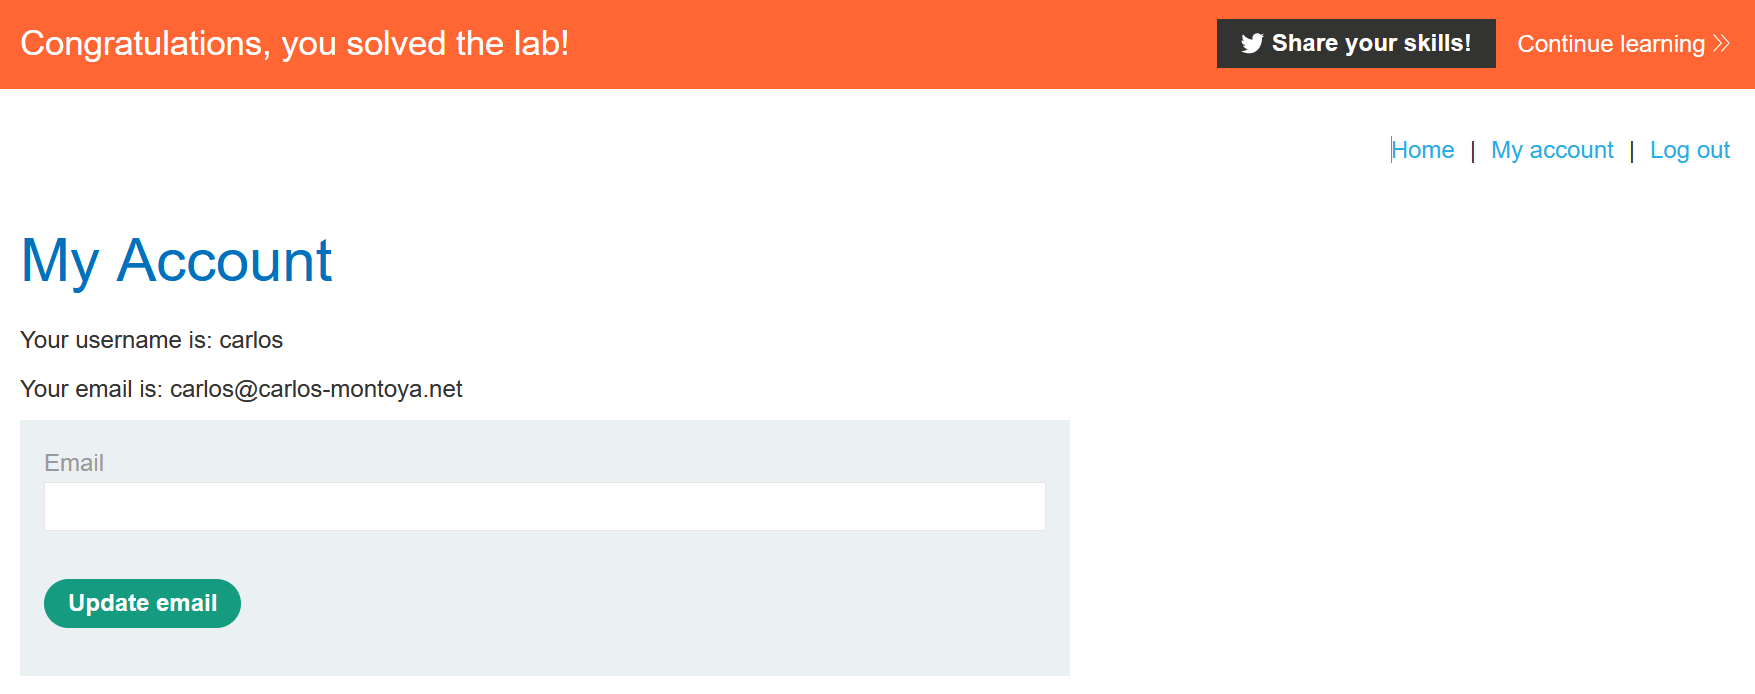 Congratulations, you solved the lab!
Share your skills!
Continue learning
Home | My account | Log out
My Account
Your username is: carlos
Your email is: carlos@carlos-montoya.net
Email
Update email